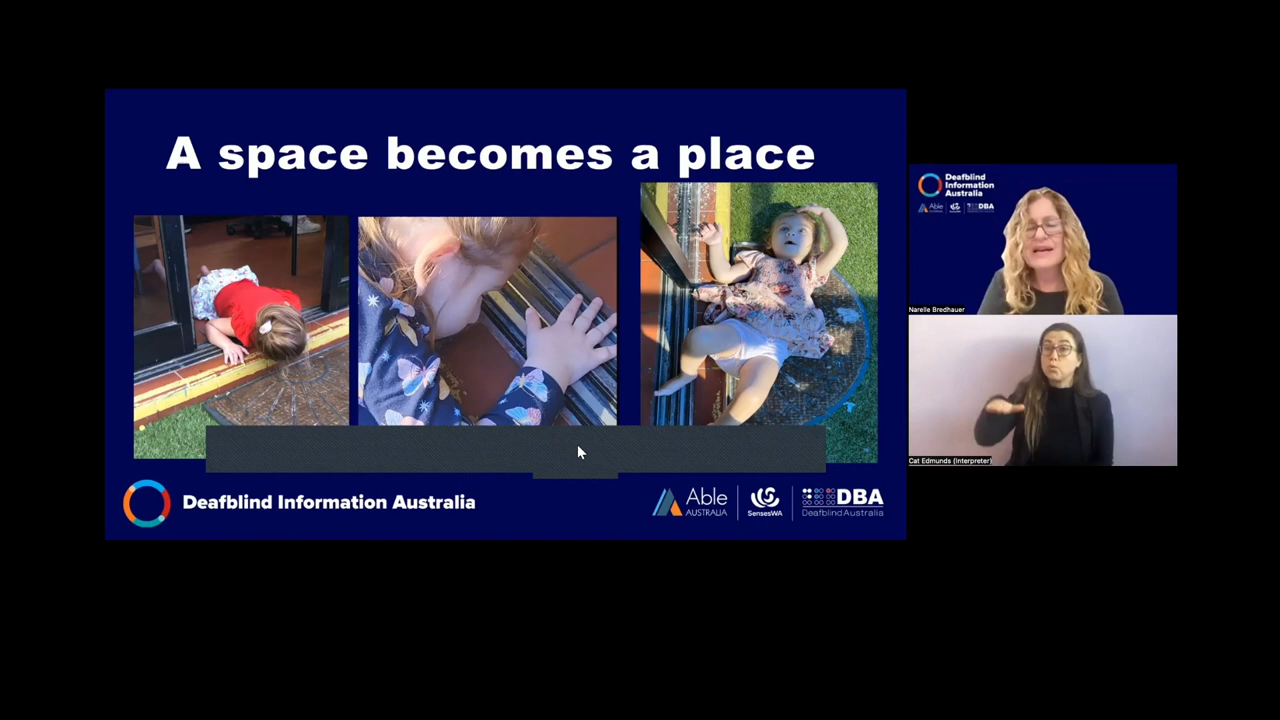 A space becomes a place
Deafblind Information Australia
Able
AUSTRALIA
SensesWA
DBA
Deafblind Australia
Deafblind
Information
Australia
Able
DBA
Narelle Bredhauer
Cat Edmunds (Interpreter)